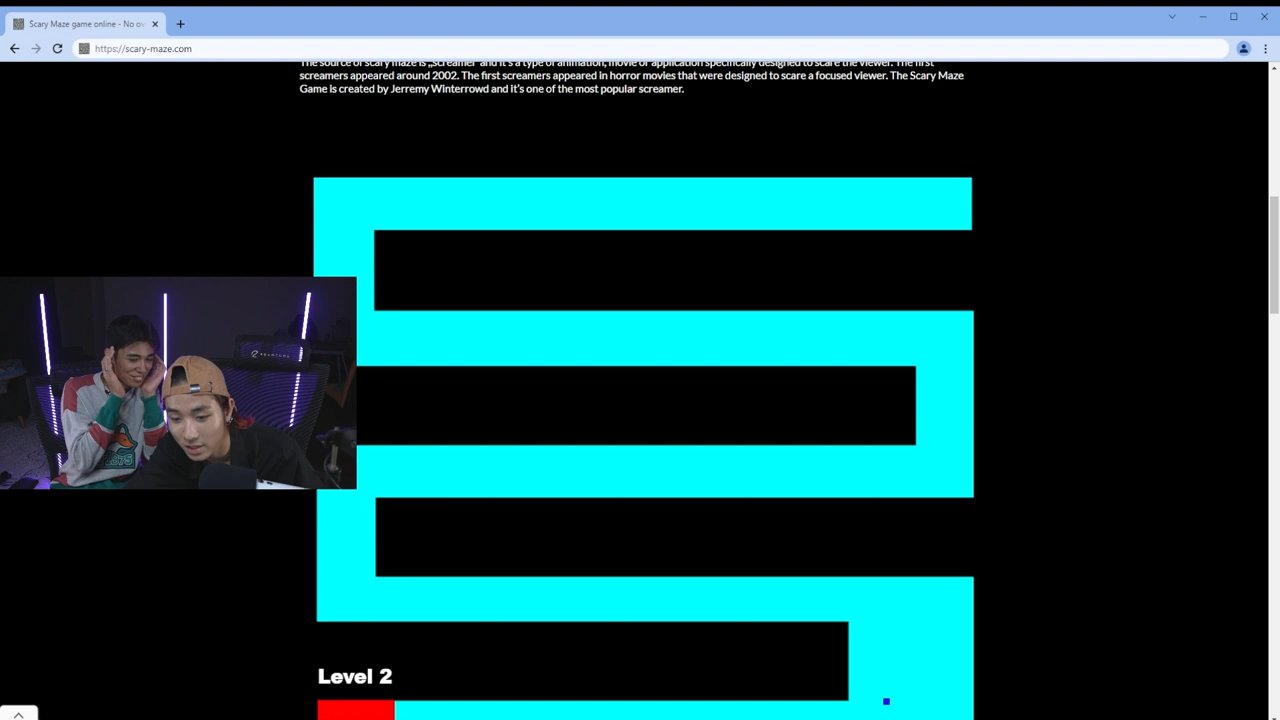 Scary Maze game online - No ov
https://scary-maze.com
The source of scary maze is „screamer" and it's a type of animation, movie or application specifically designed to scare the viewer. The first
screamers appeared around 2002. The first screamers appeared in horror movies that were designed to scare a focused viewer. The Scary Maze
Game is created by Jerremy Winterrowd and it's one of the most popular screamer.
Level 2